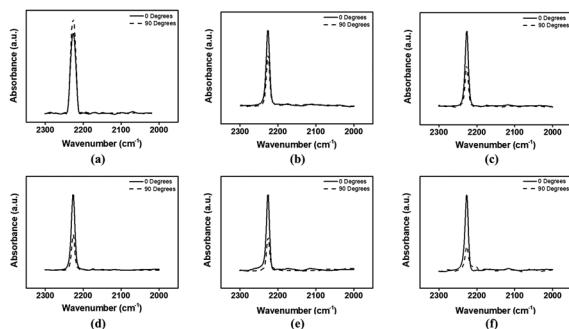 Absorbance (a.u.)
0 Degrees
90 Degrees
2300 2200 2100 2000
Wavenumber (cm⁻¹)
(a)
Absorbance (a.u.)
0 Degrees
90 Degrees
2300 2200 2100 2000
Wavenumber (cm⁻¹)
(b)
Absorbance (a.u.)
0 Degrees
90 Degrees
2300 2200 2100 2000
Wavenumber (cm⁻¹)
(c)
Absorbance (a.u.)
0 Degrees
90 Degrees
2300 2200 2100 2000
Wavenumber (cm⁻¹)
(d)
Absorbance (a.u.)
0 Degrees
90 Degrees
2300 2200 2100 2000
Wavenumber (cm⁻¹)
(e)
Absorbance (a.u.)
0 Degrees
90 Degrees
2300 2200 2100 2000
Wavenumber (cm⁻¹)
(f)